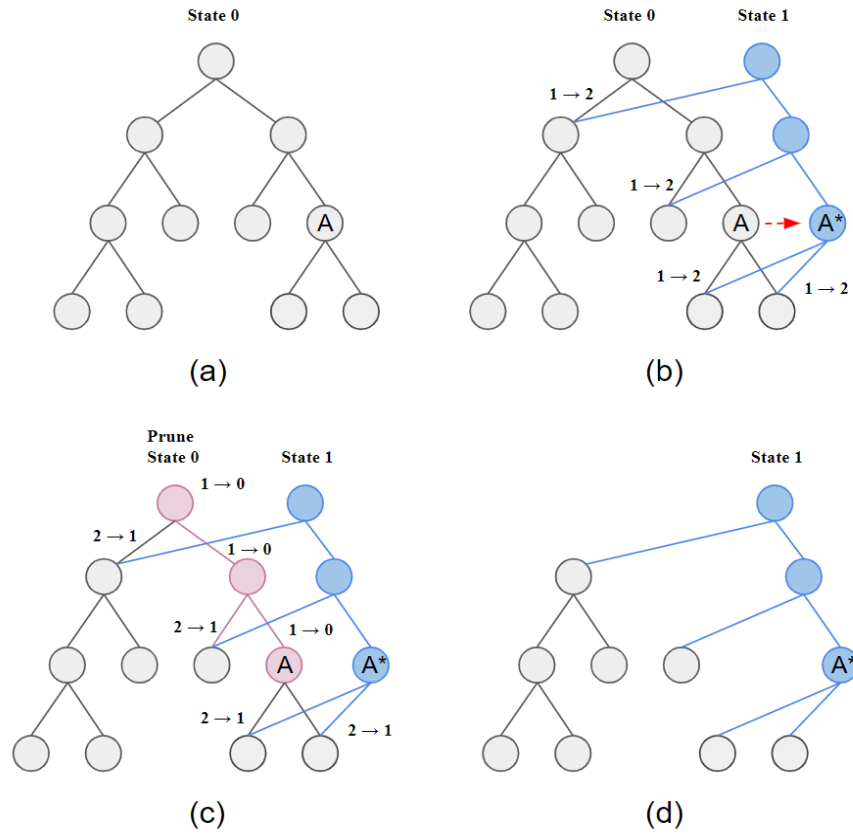 State 0
A
(a)
State 0
State 1
1 → 2
1 → 2
A
A*
1 → 2
1 → 2
(b)
Prune
State 0
State 1
1 → 0
2 → 1
1 → 0
2 → 1
1 → 0
A
A*
2 → 1
2 → 1
(c)
State 1
A*
(d)